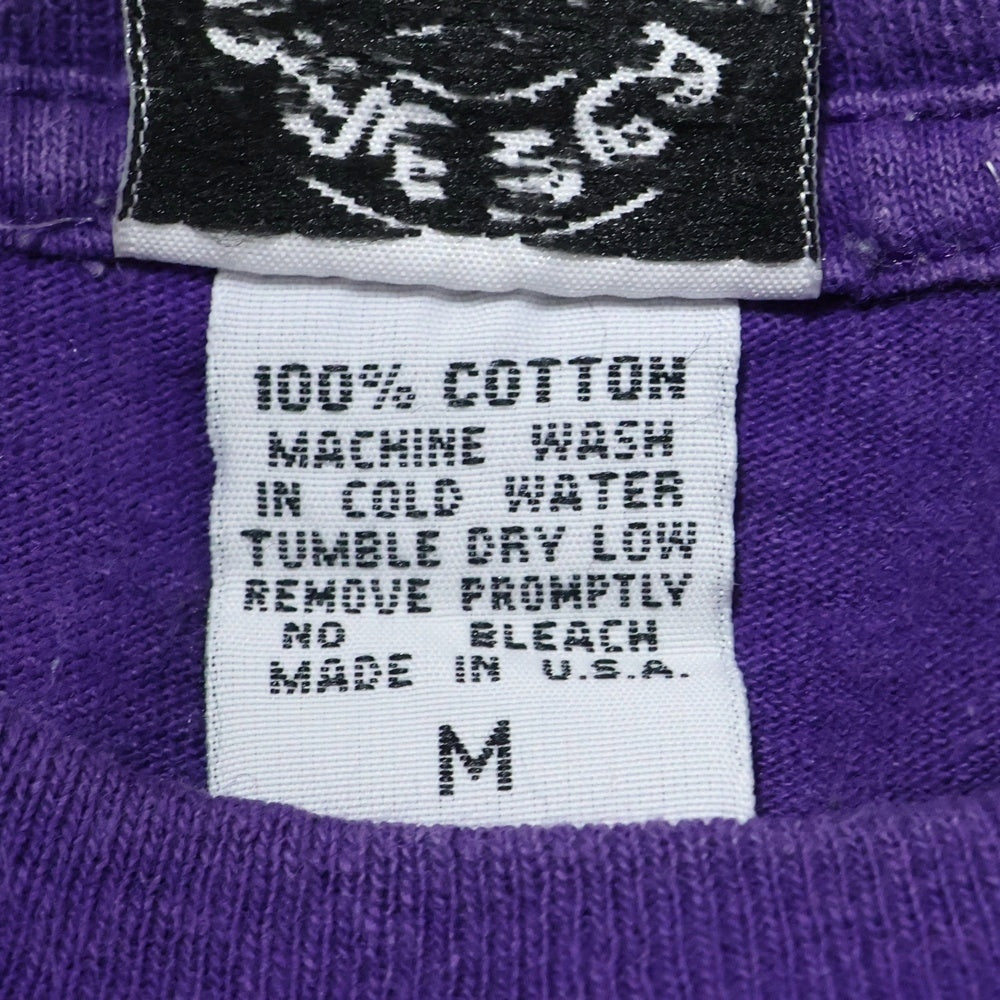 100% COTTON
MACHINE WASH
IN COLD WATER
TUMBLE DRY LOW
REMOVE PROMPTLY
NO BLEACH
MADE IN U.S.A.
M